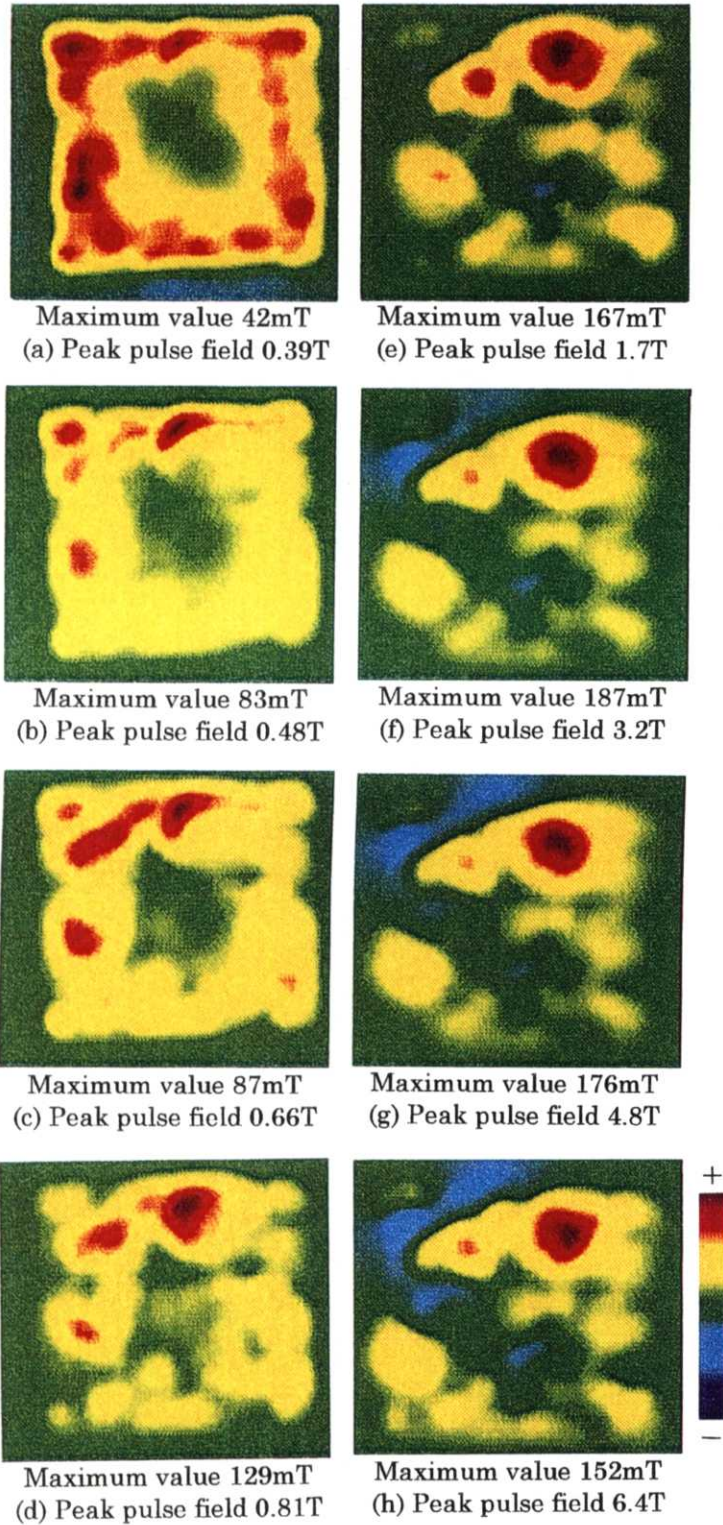 Maximum value 42mT
(a) Peak pulse field 0.39T
Maximum value 83mT
(b) Peak pulse field 0.48T
Maximum value 87mT
(c) Peak pulse field 0.66T
Maximum value 129mT
(d) Peak pulse field 0.81T
Maximum value 167mT
(e) Peak pulse field 1.7T
Maximum value 187mT
(f) Peak pulse field 3.2T
Maximum value 176mT
(g) Peak pulse field 4.8T
Maximum value 152mT
(h) Peak pulse field 6.4T
+
−